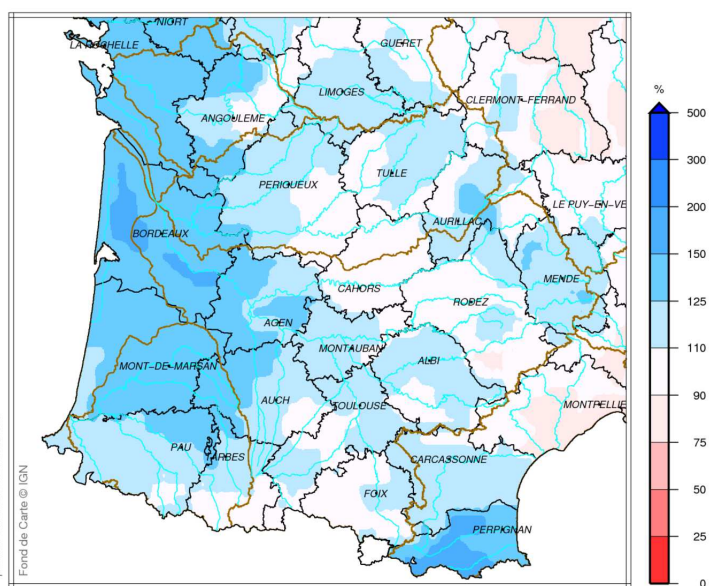 NIORT
LA ROCHELLE
GUERET
%
LIMOGES
CLERMONT-FERRAND
500
ANGOULEME
300
TULLE
PERIGUEUX
200
LE PUY-EN-VE
AURILLAC
BORDEAUX
150
MENDE
CAHORS
125
RODEZ
AGEN
110
MONTAUBAN
ALBI
MONT-DE-MARSAN
90
AUCH
TOULOUSE
MONTPELLIE
75
PAU
TARBES
CARCASSONNE
50
FOIX
25
PERPIGNAN
0
Fond de Carte © IGN